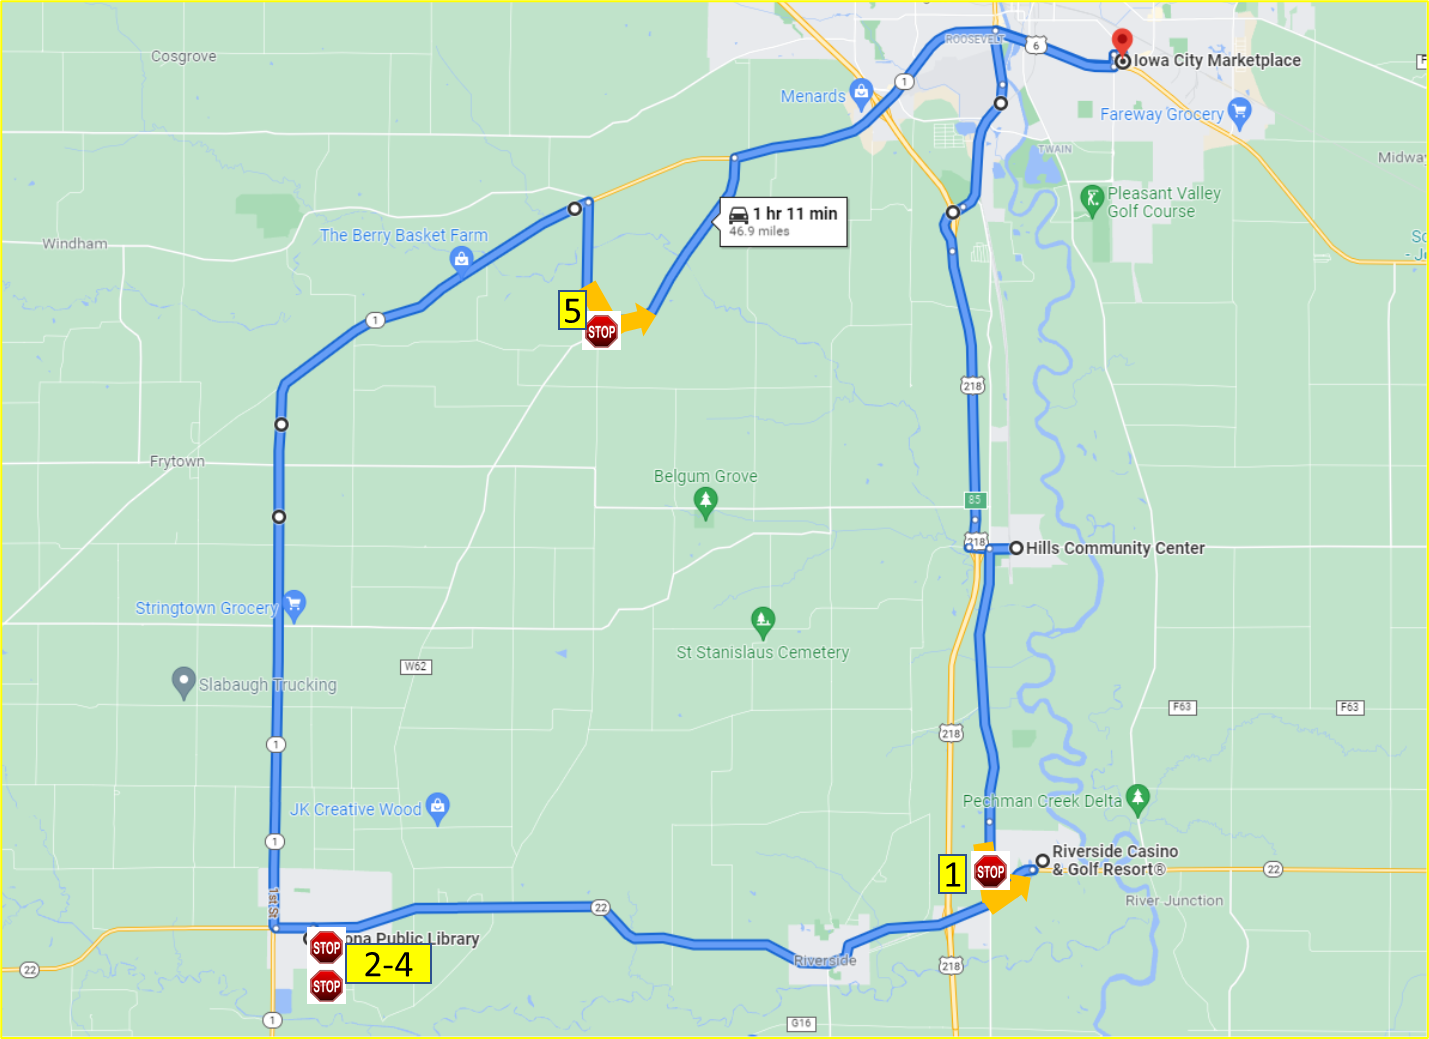 Cosgrove
ROOSEVELT
6
Iowa City Marketplace
F
1
Menards
Fareway Grocery
TWAIN
Midway
Pleasant Valley
Golf Course
1 hr 11 min
46.9 miles
Windham
The Berry Basket Farm
So
- J
5
STOP
1
218
Frytown
Belgum Grove
85
218
Hills Community Center
Stringtown Grocery
St Stanislaus Cemetery
W62
Slabaugh Trucking
F63
F63
218
1
JK Creative Wood
Pechman Creek Delta
1
1
STOP
Riverside Casino
& Golf Resort®
22
1st St
22
River Junction
ona Public Library
STOP
2-4
STOP
22
Riverside
218
1
G16